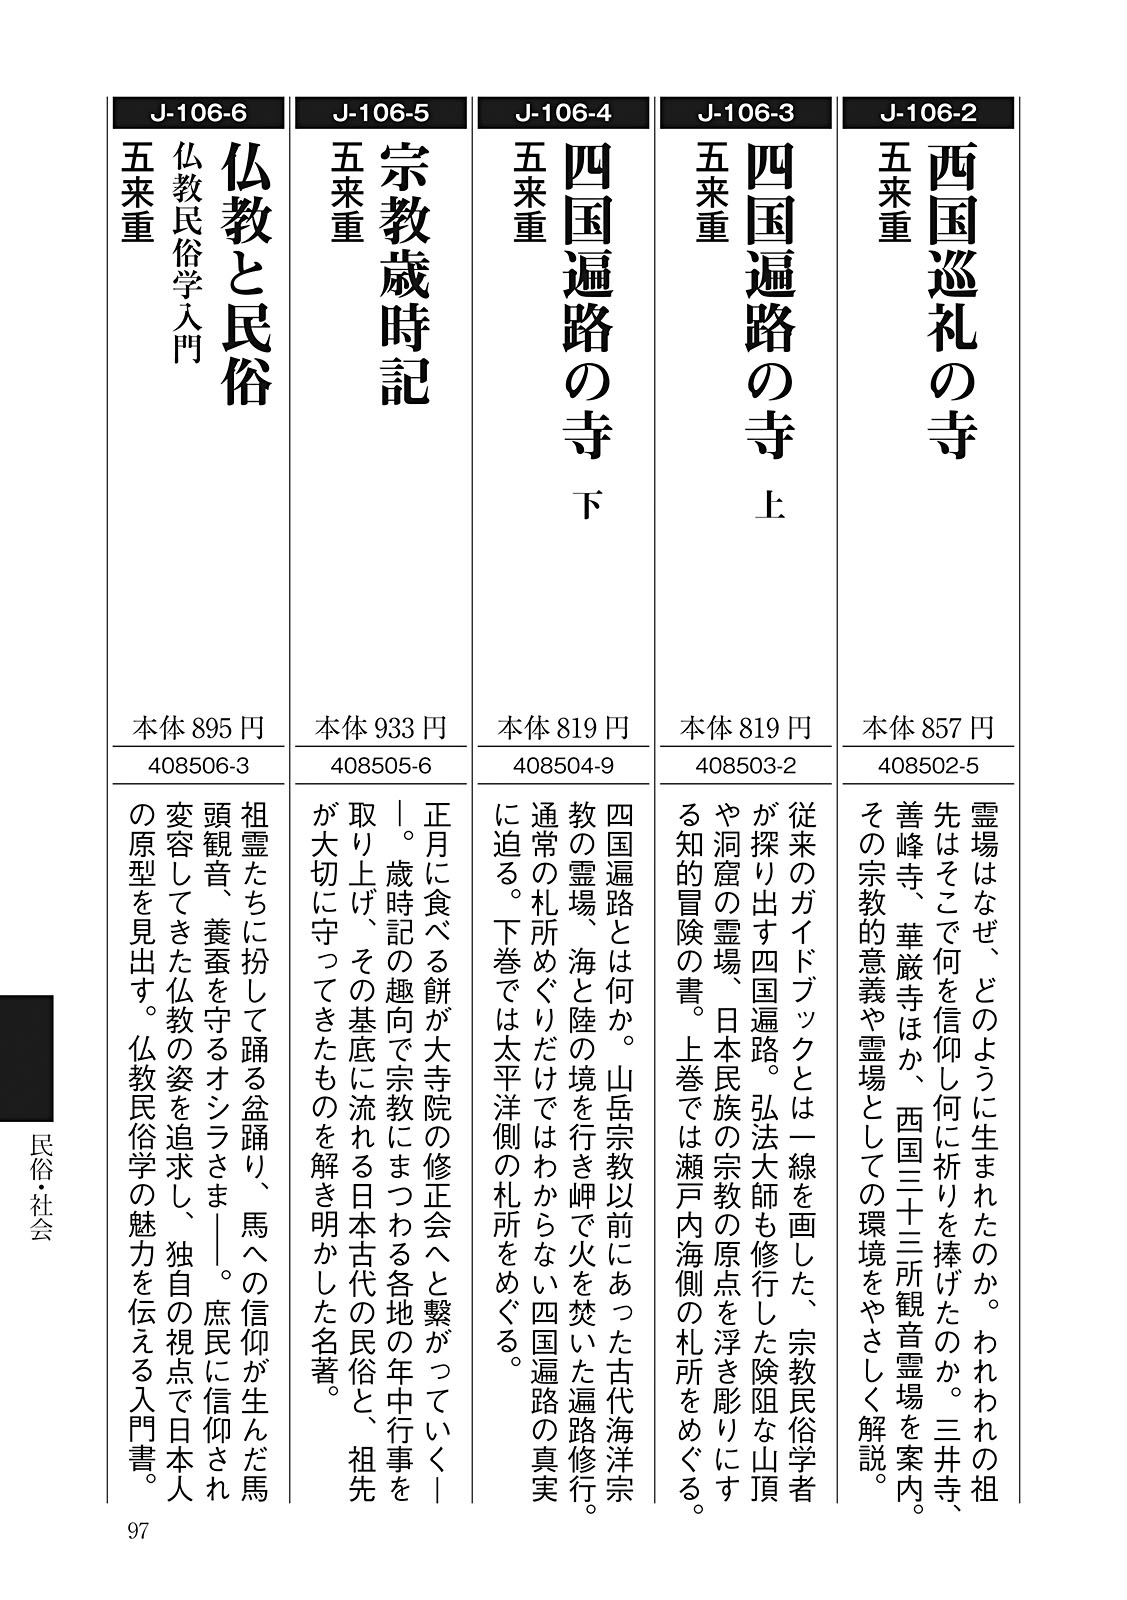 J-106-2
西国巡礼の寺
五来重
本体 857 円
408502-5
霊場はなぜ、どのように生まれたのか。われわれの祖
先はそこで何を信仰し何に祈りを捧げたのか。三井寺、
善峰寺、華厳寺ほか、西国三十三所観音霊場を案内。
その宗教的意義や霊場としての環境をやさしく解説。
J-106-3
四国遍路の寺 上
五来重
本体 819 円
408503-2
従来のガイドブックとは一線を画した、宗教民俗学者
が探り出す四国遍路。弘法大師も修行した険阻な山頂
や洞窟の霊場、日本民族の宗教の原点を浮き彫りにす
る知的冒険の書。上巻では瀬戸内海側の札所をめぐる。
J-106-4
四国遍路の寺 下
五来重
本体 819 円
408504-9
四国遍路とは何か。山岳宗教以前にあった古代海洋宗
教の霊場、海と陸の境を行き岬で火を焚いた遍路修行。
通常の札所めぐりだけではわからない四国遍路の真実
に迫る。下巻では太平洋側の札所をめぐる。
J-106-5
宗教歳時記
五来重
本体 933 円
408505-6
正月に食べる餅が大寺院の修正会へと繋がっていく―
―。歳時記の趣向で宗教にまつわる各地の年中行事を
取り上げ、その基底に流れる日本古代の民俗と、祖先
が大切に守ってきたものを解き明かした名著。
J-106-6
仏教と民俗
仏教民俗学入門
五来重
本体 895 円
408506-3
祖霊たちに扮して踊る盆踊り、馬への信仰が生んだ馬
頭観音、養蚕を守るオシラさま――。庶民に信仰され
変容してきた仏教の姿を追求し、独自の視点で日本人
の原型を見出す。仏教民俗学の魅力を伝える入門書。
民俗・社会
97